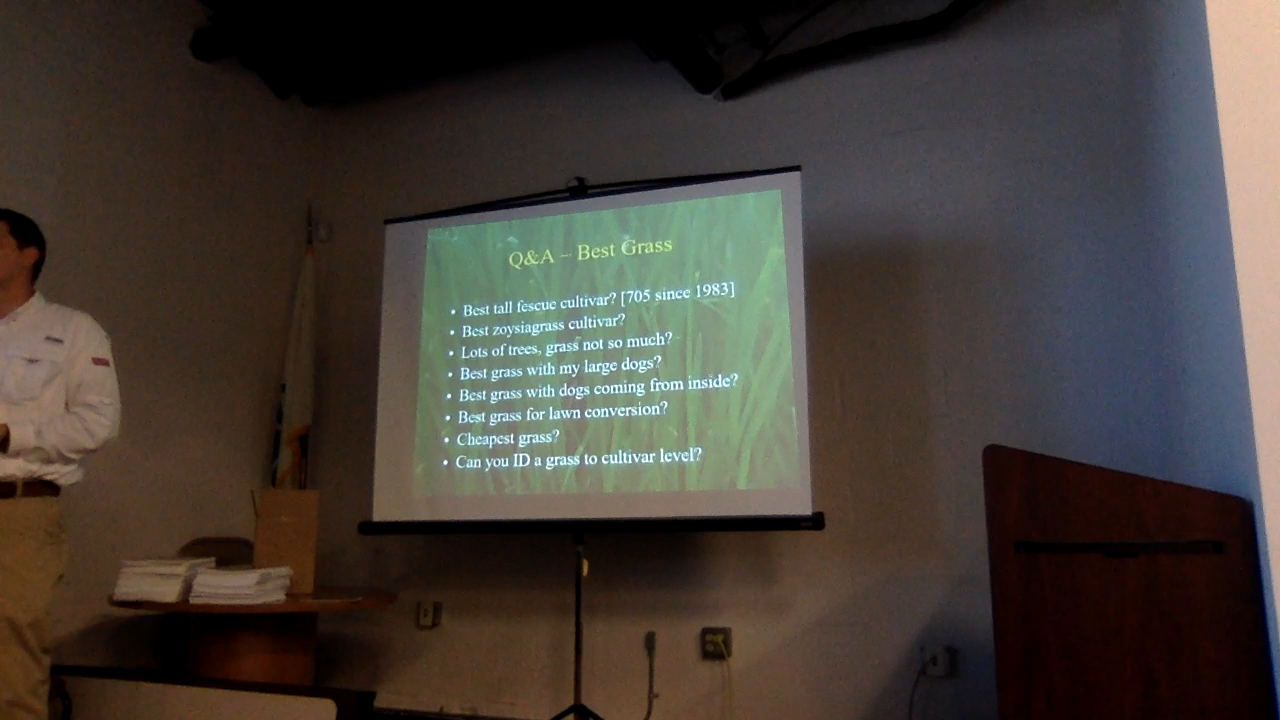 Q&A – Best Grass
• Best tall fescue cultivar? [705 since 1983]
• Best zoysiagrass cultivar?
• Lots of trees, grass not so much?
• Best grass with my large dogs?
• Best grass with dogs coming from inside?
• Best grass for lawn conversion?
• Cheapest grass?
• Can you ID a grass to cultivar level?